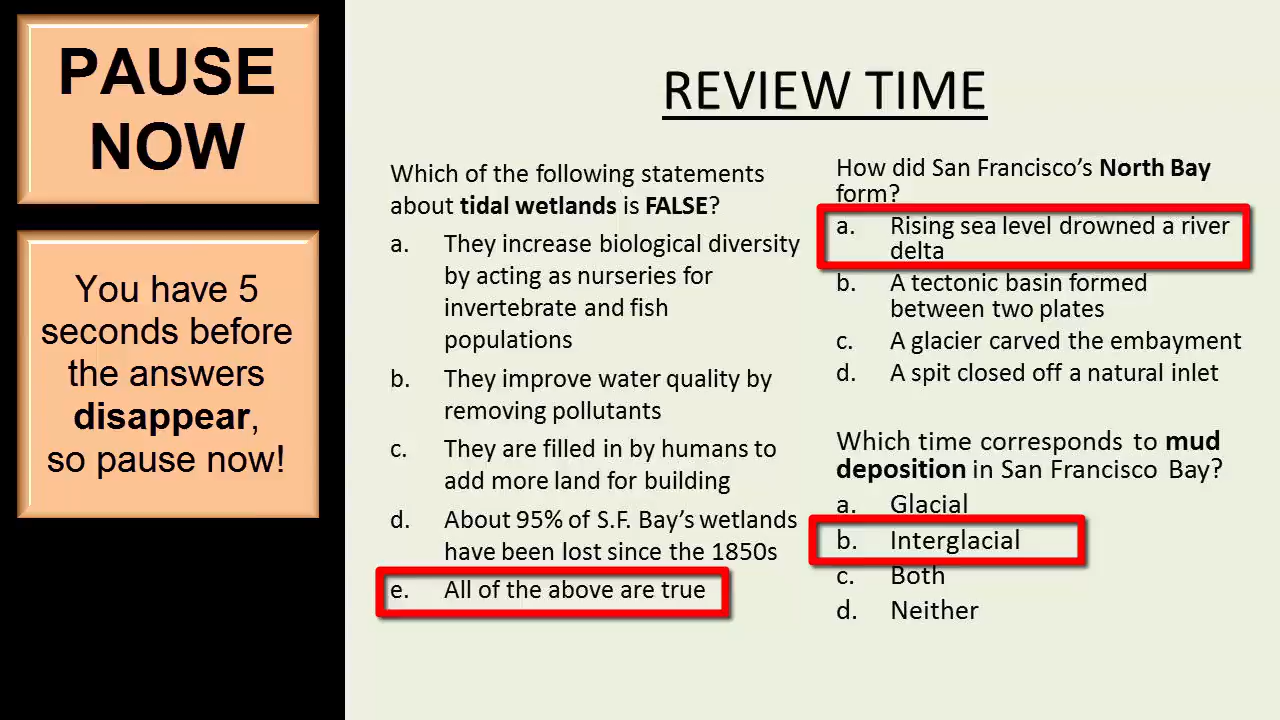 PAUSE
NOW
You have 5
seconds before
the answers
disappear,
so pause now!
REVIEW TIME
Which of the following statements
about tidal wetlands is FALSE?
a. They increase biological diversity
by acting as nurseries for
invertebrate and fish
populations
b. They improve water quality by
removing pollutants
c. They are filled in by humans to
add more land for building
d. About 95% of S.F. Bay's wetlands
have been lost since the 1850s
e. All of the above are true
How did San Francisco's North Bay
form?
a. Rising sea level drowned a river
delta
b. A tectonic basin formed
between two plates
c. A glacier carved the embayment
d. A spit closed off a natural inlet
Which time corresponds to mud
deposition in San Francisco Bay?
a. Glacial
b. Interglacial
c. Both
d. Neither